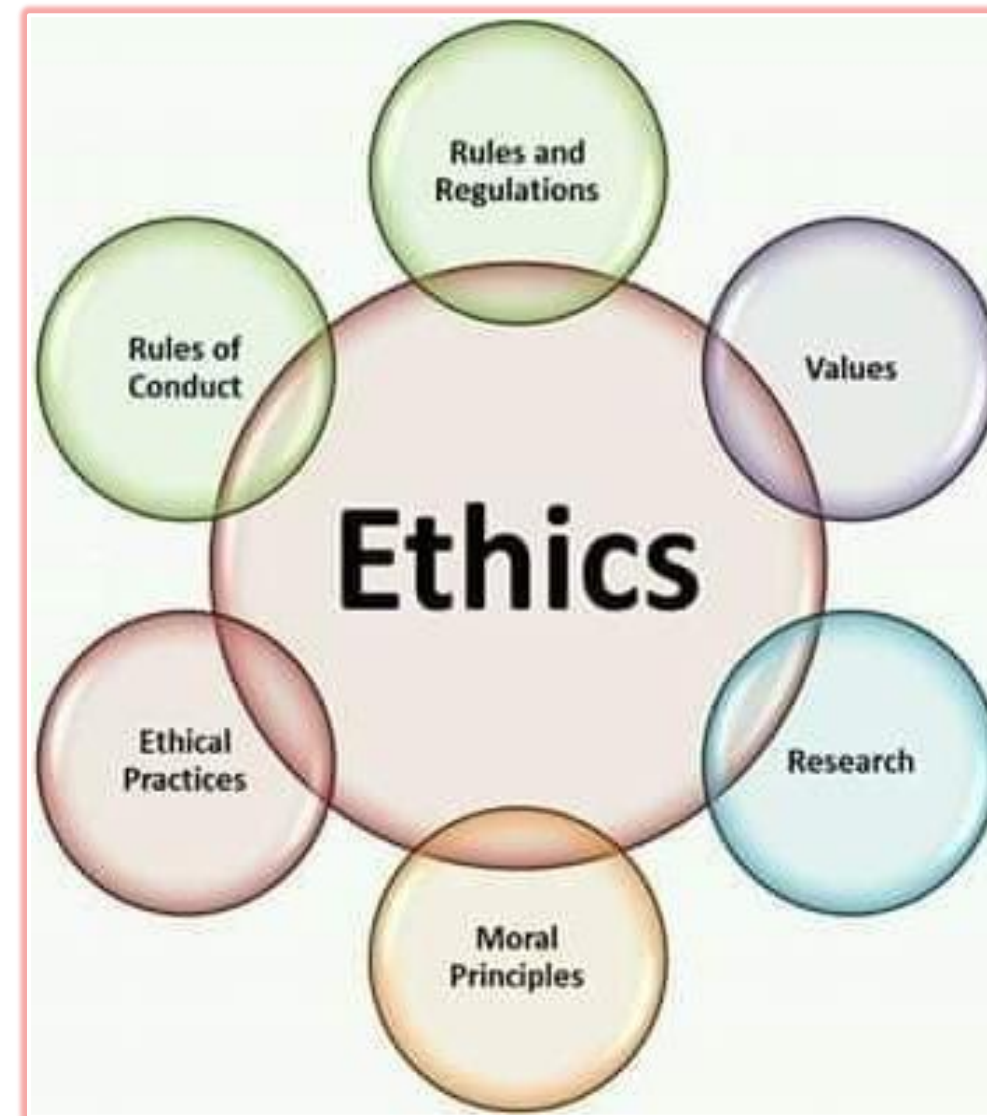 Rules and
Regulations
Rules of
Conduct
Values
Ethics
Ethical
Practices
Research
Moral
Principles